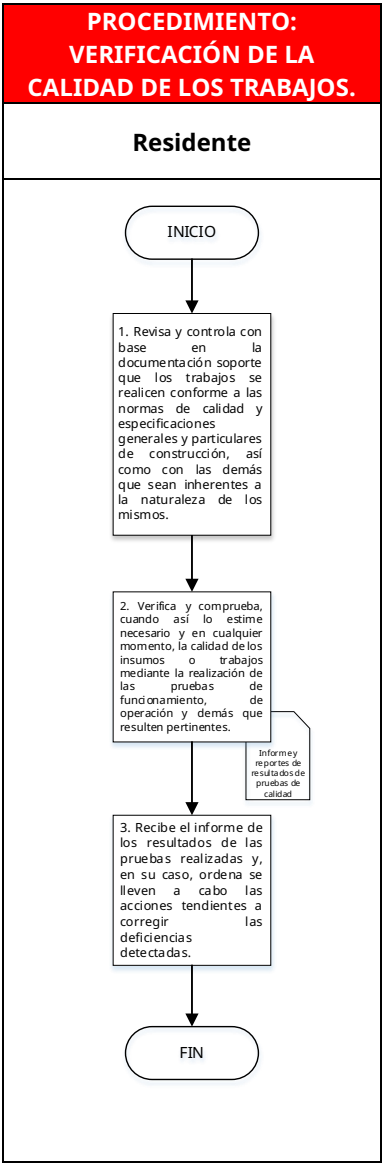 PROCEDIMIENTO:
VERIFICACIÓN DE LA
CALIDAD DE LOS TRABAJOS.
Residente
INICIO
1. Revisa y controla con
base en la
documentación soporte
que los trabajos se
realicen conforme a las
normas de calidad y
especificaciones
generales y particulares
de construcción, así
como con las demás
que sean inherentes a
la naturaleza de los
mismos.
2. Verifica y comprueba,
cuando así lo estime
necesario y en cualquier
momento, la calidad de los
insumos o trabajos
mediante la realización de
las pruebas de
funcionamiento, de
operación y demás que
resulten pertinentes.
Informe y
reportes de
resultados de
pruebas de
calidad
3. Recibe el informe de
los resultados de las
pruebas realizadas y,
en su caso, ordena se
lleven a cabo las
acciones tendientes a
corregir las
deficiencias
detectadas.
FIN